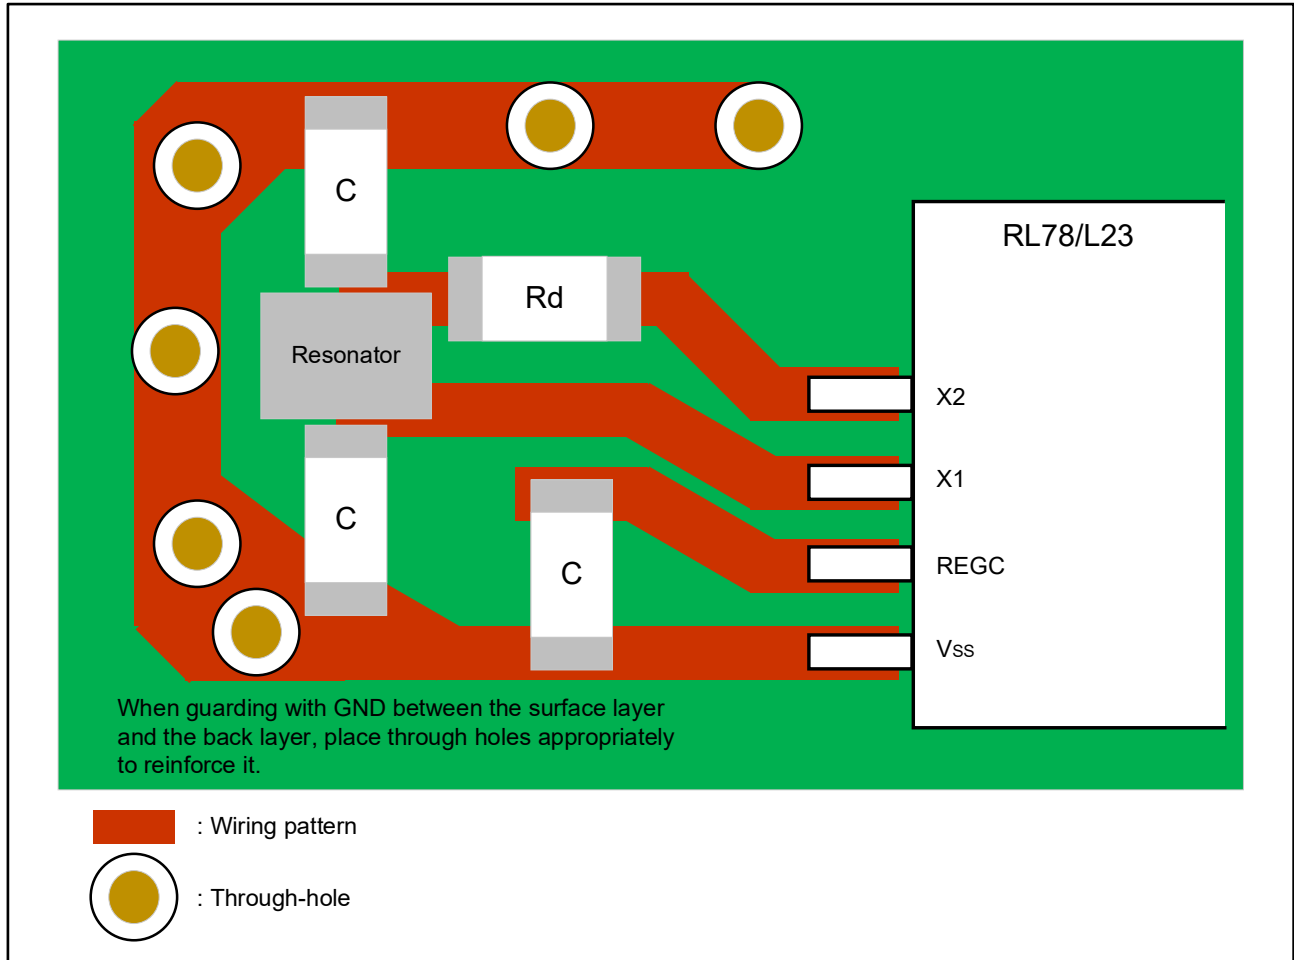 C
RL78/L23
Rd
Resonator
X2
X1
C
C
REGC
Vss
When guarding with GND between the surface layer
and the back layer, place through holes appropriately
to reinforce it.
: Wiring pattern
: Through-hole